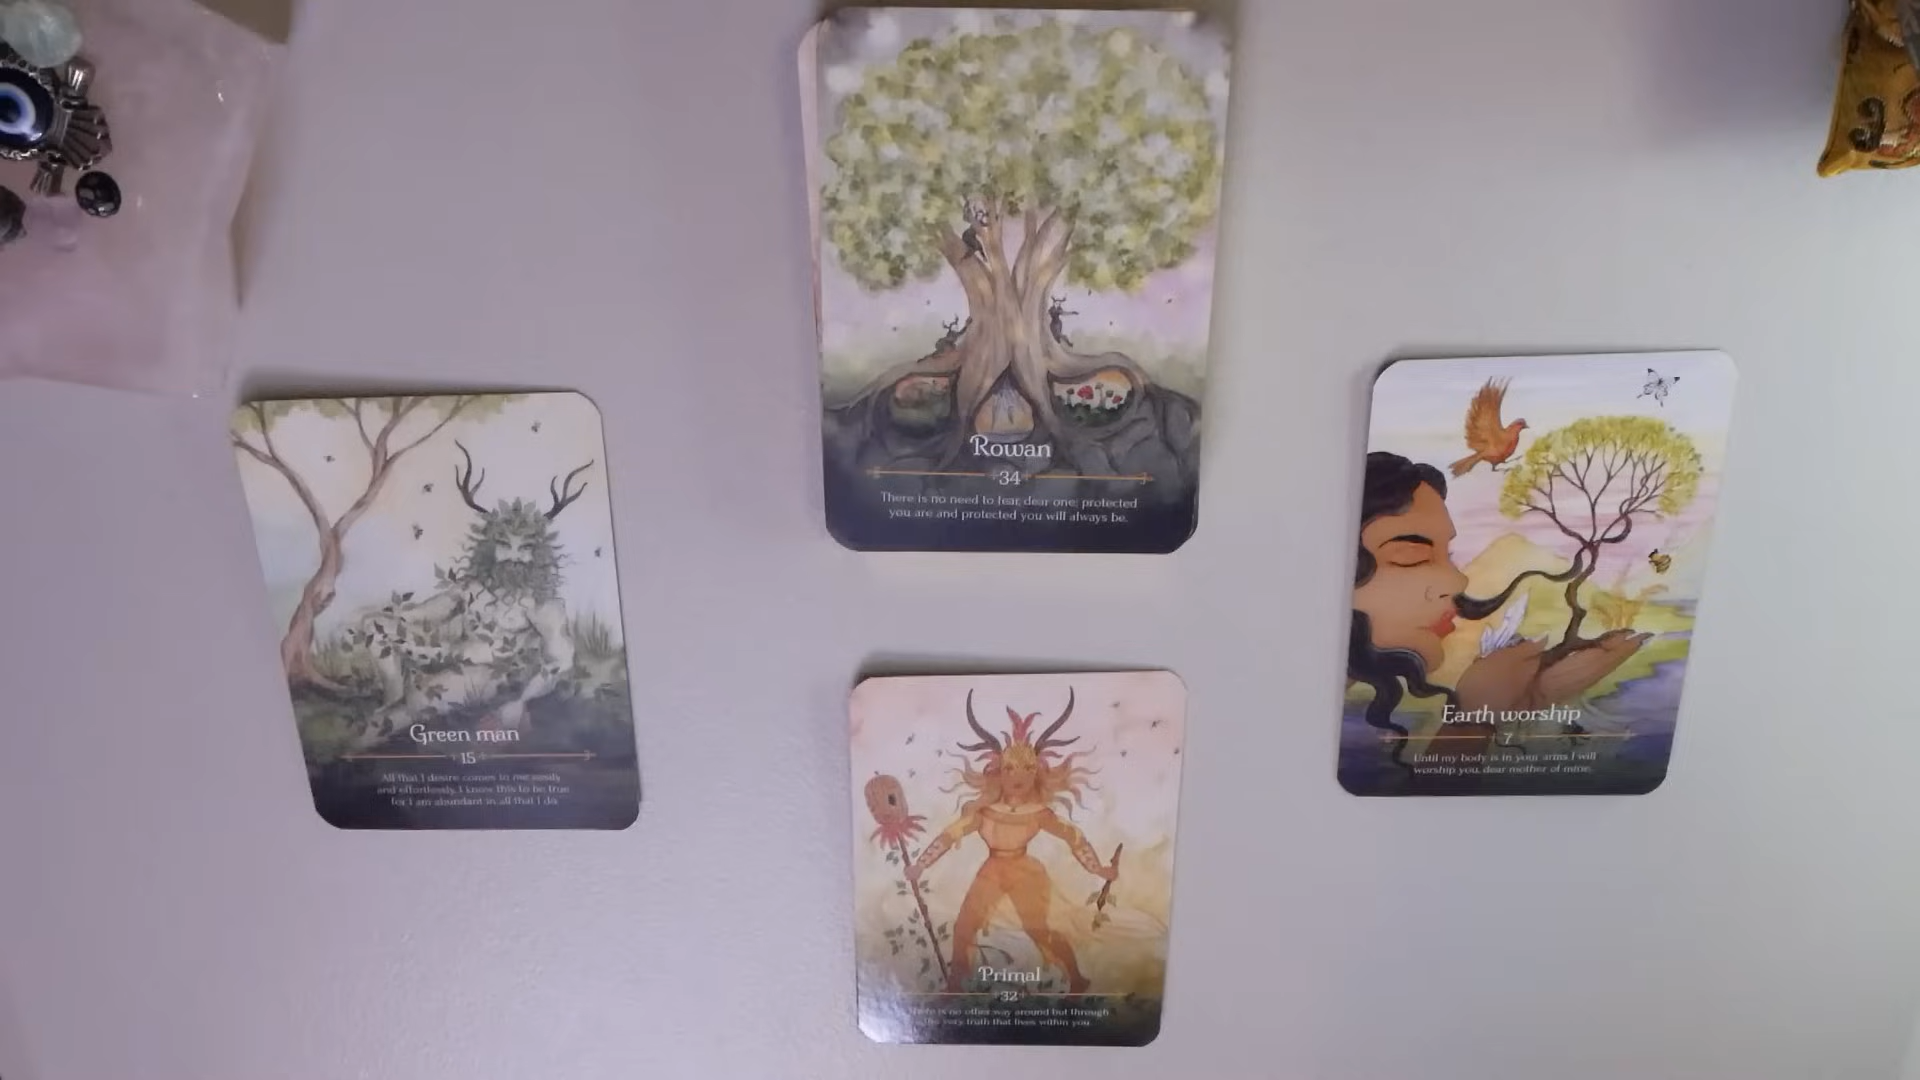 Rowan
34
There is no need to fear, dear one, protected
you are and protected you will always be.
Green man
15
All that I desire comes to me easily
and effortlessly, I know this to be true
for I am abundant in all that I do.
Earth worship
7
Until my body is in your arms I will
worship you, dear mother of mine.
Primal
32
There is no other way around but through
the very truth that lives within you.